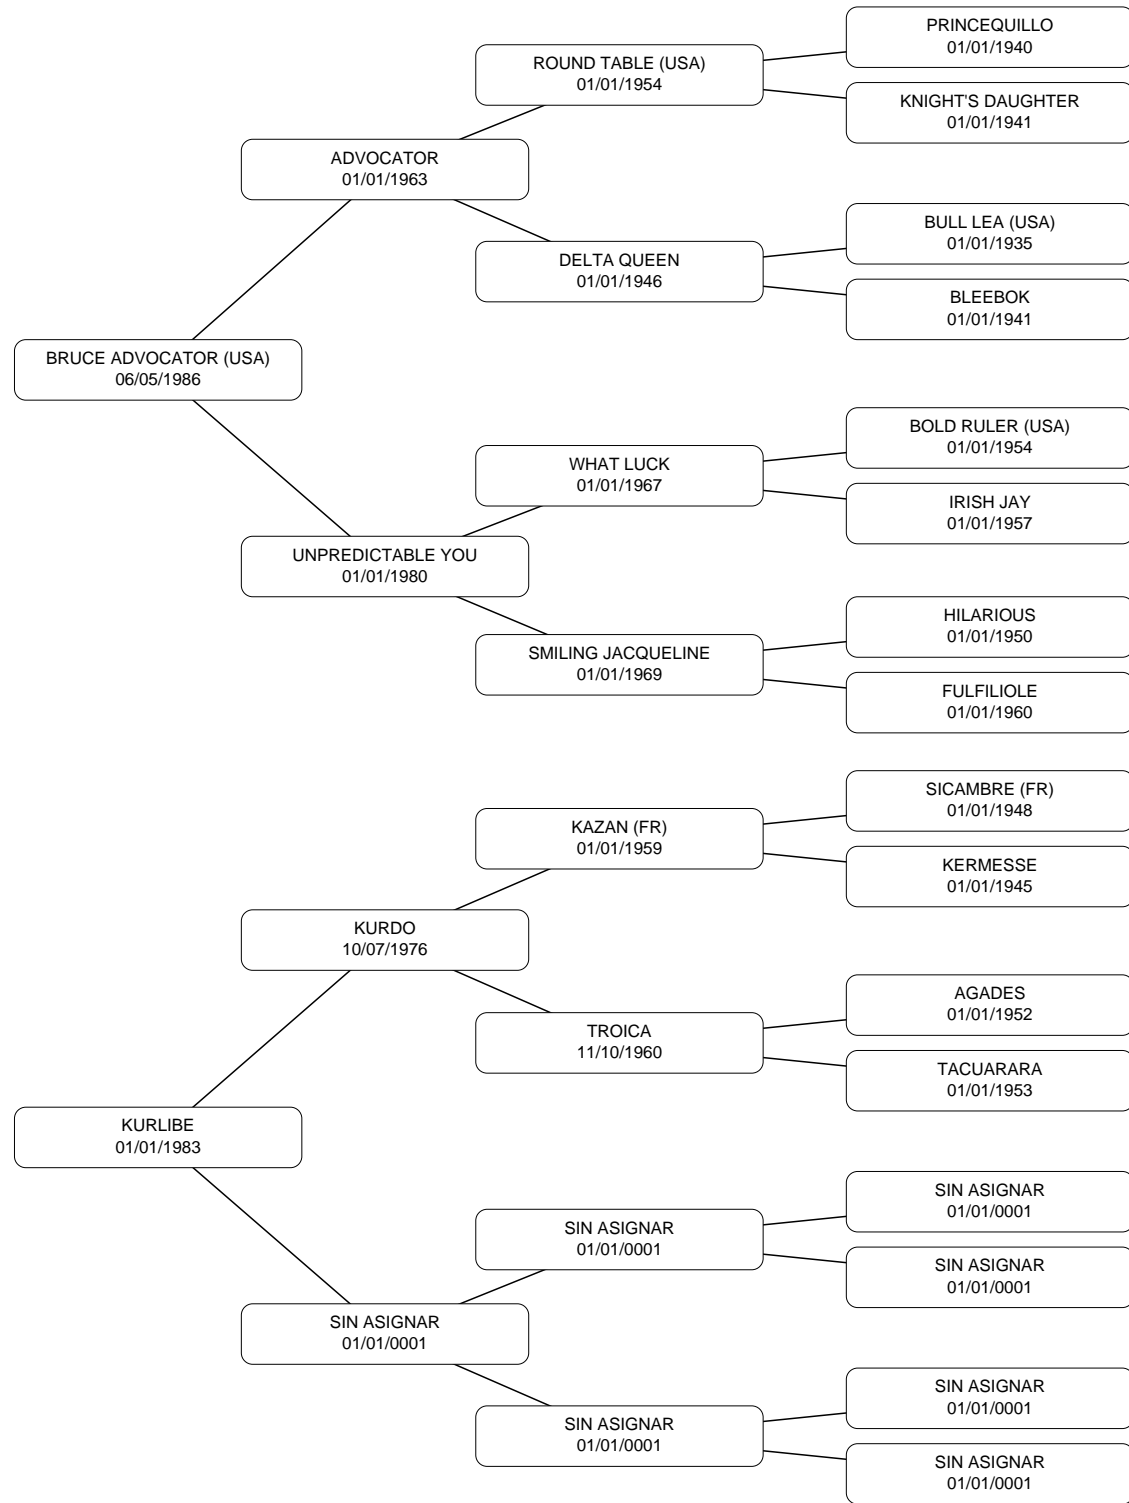 PRINCEQUILLO
01/01/1940
ROUND TABLE (USA)
01/01/1954
KNIGHT'S DAUGHTER
01/01/1941
ADVOCATOR
01/01/1963
BULL LEA (USA)
01/01/1935
DELTA QUEEN
01/01/1946
BLEEBOK
01/01/1941
BRUCE ADVOCATOR (USA)
06/05/1986
BOLD RULER (USA)
01/01/1954
WHAT LUCK
01/01/1967
IRISH JAY
01/01/1957
UNPREDICTABLE YOU
01/01/1980
HILARIOUS
01/01/1950
SMILING JACQUELINE
01/01/1969
FULFILIOLE
01/01/1960
SICAMBRE (FR)
01/01/1948
KAZAN (FR)
01/01/1959
KERMESSE
01/01/1945
KURDO
10/07/1976
AGADES
01/01/1952
TROICA
11/10/1960
TACUARARA
01/01/1953
KURLIBE
01/01/1983
SIN ASIGNAR
01/01/0001
SIN ASIGNAR
01/01/0001
SIN ASIGNAR
01/01/0001
SIN ASIGNAR
01/01/0001
SIN ASIGNAR
01/01/0001
SIN ASIGNAR
01/01/0001
SIN ASIGNAR
01/01/0001